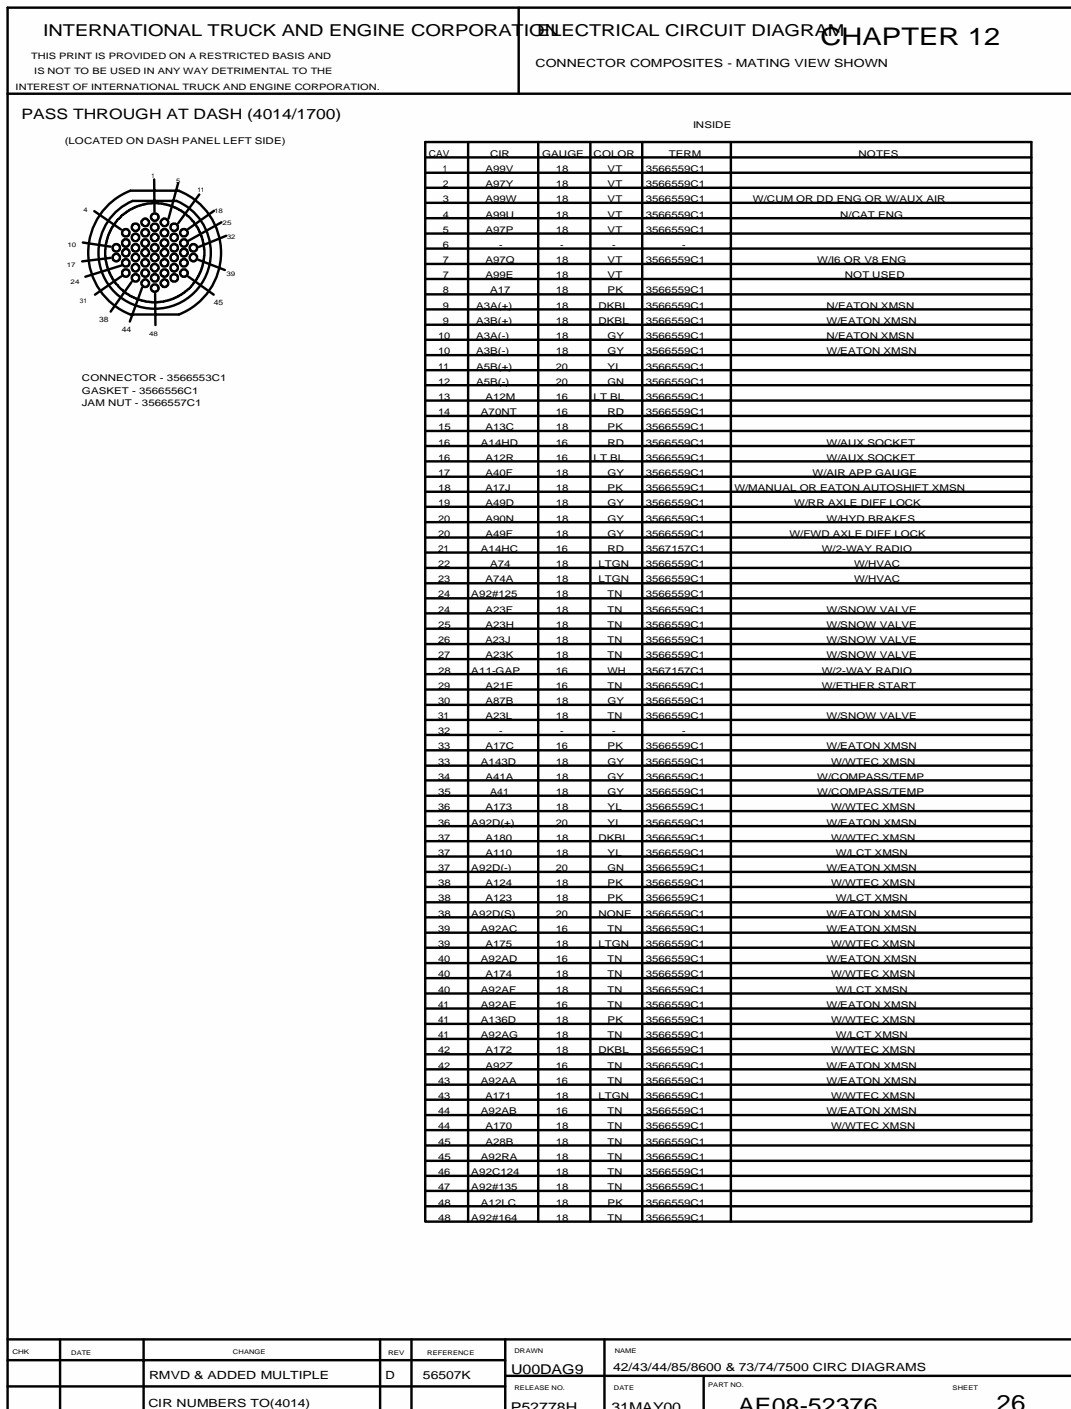 INTERNATIONAL TRUCK AND ENGINE CORPORATION
ELECTRICAL CIRCUIT DIAGRAM
CHAPTER 12
THIS PRINT IS PROVIDED ON A RESTRICTED BASIS AND
IS NOT TO BE USED IN ANY WAY DETRIMENTAL TO THE
INTEREST OF INTERNATIONAL TRUCK AND ENGINE CORPORATION.
CONNECTOR COMPOSITES - MATING VIEW SHOWN
PASS THROUGH AT DASH (4014/1700)
(LOCATED ON DASH PANEL LEFT SIDE)
1
5
11
4
18
25
10
32
17
24
39
31
45
38
44
48
CONNECTOR - 3566553C1
GASKET - 3566556C1
JAM NUT - 3566557C1
INSIDE
CAV CIR GAUGE COLOR TERM NOTES
1 A99V 18 VT 3566559C1
2 A97Y 18 VT 3566559C1
3 A99W 18 VT 3566559C1 W/CUM OR DD ENG OR W/AUX AIR
4 A99U 18 VT 3566559C1 N/CAT ENG
5 A97P 18 VT 3566559C1
6 - - - -
7 A97Q 18 VT 3566559C1 W/I6 OR V8 ENG
7 A99E 18 VT NOT USED
8 A17 18 PK 3566559C1
9 A3A(+) 18 DKBL 3566559C1 N/EATON XMSN
9 A3B(+) 18 DKBL 3566559C1 W/EATON XMSN
10 A3A(-) 18 GY 3566559C1 N/EATON XMSN
10 A3B(-) 18 GY 3566559C1 W/EATON XMSN
11 A5B(+) 20 YL 3566559C1
12 A5B(-) 20 GN 3566559C1
13 A12M 16 LT BL 3566559C1
14 A70NT 16 RD 3566559C1
15 A13C 18 PK 3566559C1
16 A14HD 16 RD 3566559C1 W/AUX SOCKET
16 A12R 16 LT BL 3566559C1 W/AUX SOCKET
17 A40F 18 GY 3566559C1 W/AIR APP GAUGE
18 A17J 18 PK 3566559C1 W/MANUAL OR EATON AUTOSHIFT XMSN
19 A49D 18 GY 3566559C1 W/RR AXLE DIFF LOCK
20 A90N 18 GY 3566559C1 W/HYD BRAKES
20 A49F 18 GY 3566559C1 W/FWD AXLE DIFF LOCK
21 A14HC 16 RD 3567157C1 W/2-WAY RADIO
22 A74 18 LTGN 3566559C1 W/HVAC
23 A74A 18 LTGN 3566559C1 W/HVAC
24 A92#125 18 TN 3566559C1
24 A23F 18 TN 3566559C1 W/SNOW VALVE
25 A23H 18 TN 3566559C1 W/SNOW VALVE
26 A23J 18 TN 3566559C1 W/SNOW VALVE
27 A23K 18 TN 3566559C1 W/SNOW VALVE
28 A11-GAP 16 WH 3567157C1 W/2-WAY RADIO
29 A21E 16 TN 3566559C1 W/ETHER START
30 A87B 18 GY 3566559C1
31 A23L 18 TN 3566559C1 W/SNOW VALVE
32 - - - -
33 A17C 16 PK 3566559C1 W/EATON XMSN
33 A143D 18 GY 3566559C1 W/WTEC XMSN
34 A41A 18 GY 3566559C1 W/COMPASS/TEMP
35 A41 18 GY 3566559C1 W/COMPASS/TEMP
36 A173 18 YL 3566559C1 W/WTEC XMSN
36 A92D(+) 20 YL 3566559C1 W/EATON XMSN
37 A180 18 DKBL 3566559C1 W/WTEC XMSN
37 A110 18 YL 3566559C1 W/LCT XMSN
37 A92D(-) 20 GN 3566559C1 W/EATON XMSN
38 A124 18 PK 3566559C1 W/WTEC XMSN
38 A123 18 PK 3566559C1 W/LCT XMSN
38 A92D(S) 20 NONE 3566559C1 W/EATON XMSN
39 A92AC 16 TN 3566559C1 W/EATON XMSN
39 A175 18 LTGN 3566559C1 W/WTEC XMSN
40 A92AD 16 TN 3566559C1 W/EATON XMSN
40 A174 18 TN 3566559C1 W/WTEC XMSN
40 A92AF 18 TN 3566559C1 W/LCT XMSN
41 A92AE 16 TN 3566559C1 W/EATON XMSN
41 A136D 18 PK 3566559C1 W/WTEC XMSN
41 A92AG 18 TN 3566559C1 W/LCT XMSN
42 A172 18 DKBL 3566559C1 W/WTEC XMSN
42 A92Z 16 TN 3566559C1 W/EATON XMSN
43 A92AA 16 TN 3566559C1 W/EATON XMSN
43 A171 18 LTGN 3566559C1 W/WTEC XMSN
44 A92AB 16 TN 3566559C1 W/EATON XMSN
44 A170 18 TN 3566559C1 W/WTEC XMSN
45 A28B 18 TN 3566559C1
45 A92RA 18 TN 3566559C1
46 A92C124 18 TN 3566559C1
47 A92#135 18 TN 3566559C1
48 A12LC 18 PK 3566559C1
48 A92#164 18 TN 3566559C1
CHK DATE CHANGE REV REFERENCE DRAWN NAME
RMVD & ADDED MULTIPLE D 56507K U00DAG9 42/43/44/85/8600 & 73/74/7500 CIRC DIAGRAMS
RELEASE NO. DATE PART NO. SHEET
CIR NUMBERS TO(4014) P52778H 31MAY00 AE08-52376 26